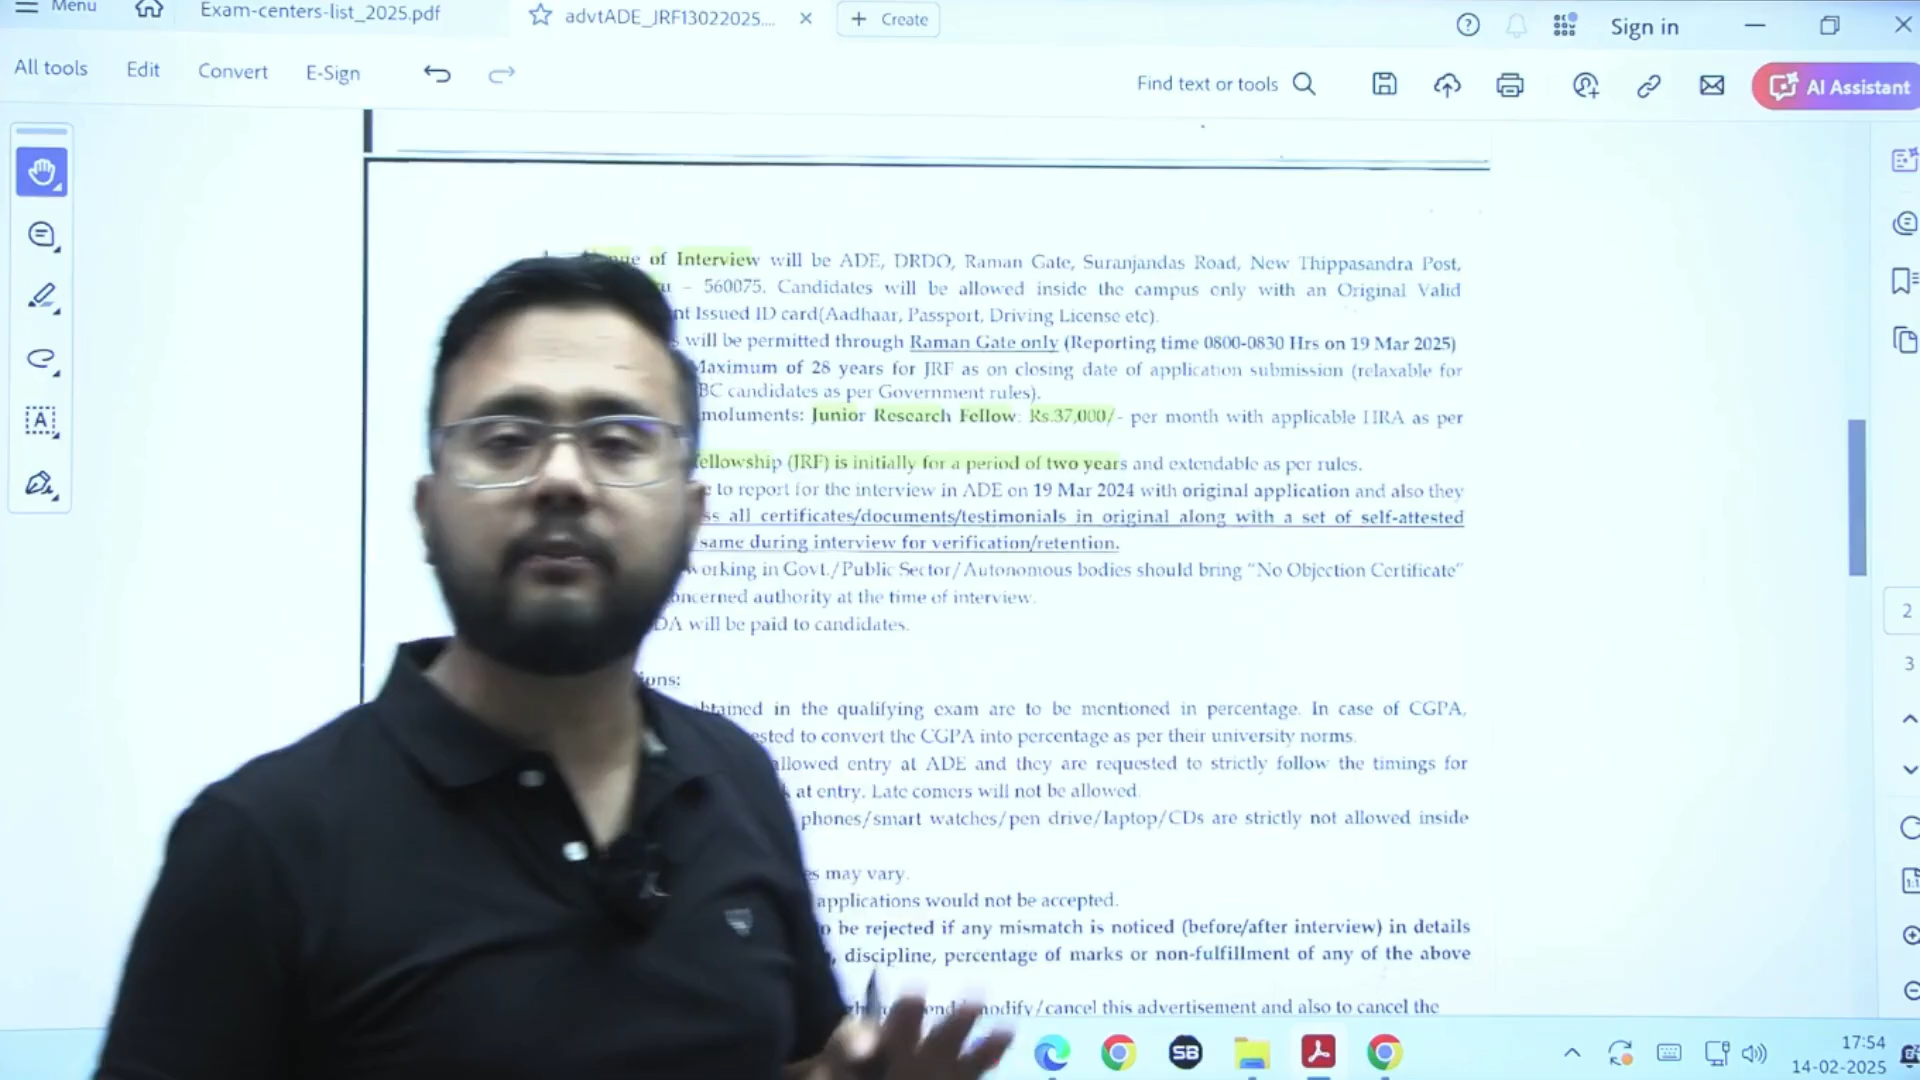 Menu
Exam-centers-list_2025.pdf
advtADE_JRF13022025....
Create
Sign in
All tools
Edit
Convert
E-Sign
Find text or tools
AI Assistant
of Interview will be ADE, DRDO, Raman Gate, Suranjandas Road, New Thippasandra Post,
– 560075. Candidates will be allowed inside the campus only with an Original Valid
Issued ID card(Aadhaar, Passport, Driving License etc).
will be permitted through Raman Gate only (Reporting time 0800-0830 Hrs on 19 Mar 2025)
Maximum of 28 years for JRF as on closing date of application submission (relaxable for
BC candidates as per Government rules).
moluments: Junior Research Fellow: Rs.37,000/- per month with applicable HRA as per
ellowship (JRF) is initially for a period of two years and extendable as per rules.
to report for the interview in ADE on 19 Mar 2024 with original application and also they
ss all certificates/documents/testimonials in original along with a set of self-attested
same during interview for verification/retention.
working in Govt./Public Sector/Autonomous bodies should bring “No Objection Certificate”
oncerned authority at the time of interview.
DA will be paid to candidates.
ions:
btained in the qualifying exam are to be mentioned in percentage. In case of CGPA,
ested to convert the CGPA into percentage as per their university norms.
allowed entry at ADE and they are requested to strictly follow the timings for
at entry. Late comers will not be allowed.
phones/smart watches/pen drive/laptop/CDs are strictly not allowed inside
es may vary.
applications would not be accepted.
be rejected if any mismatch is noticed (before/after interview) in details
, discipline, percentage of marks or non-fulfillment of any of the above
modify/cancel this advertisement and also to cancel the
2
3
SB
17:54
14-02-2025